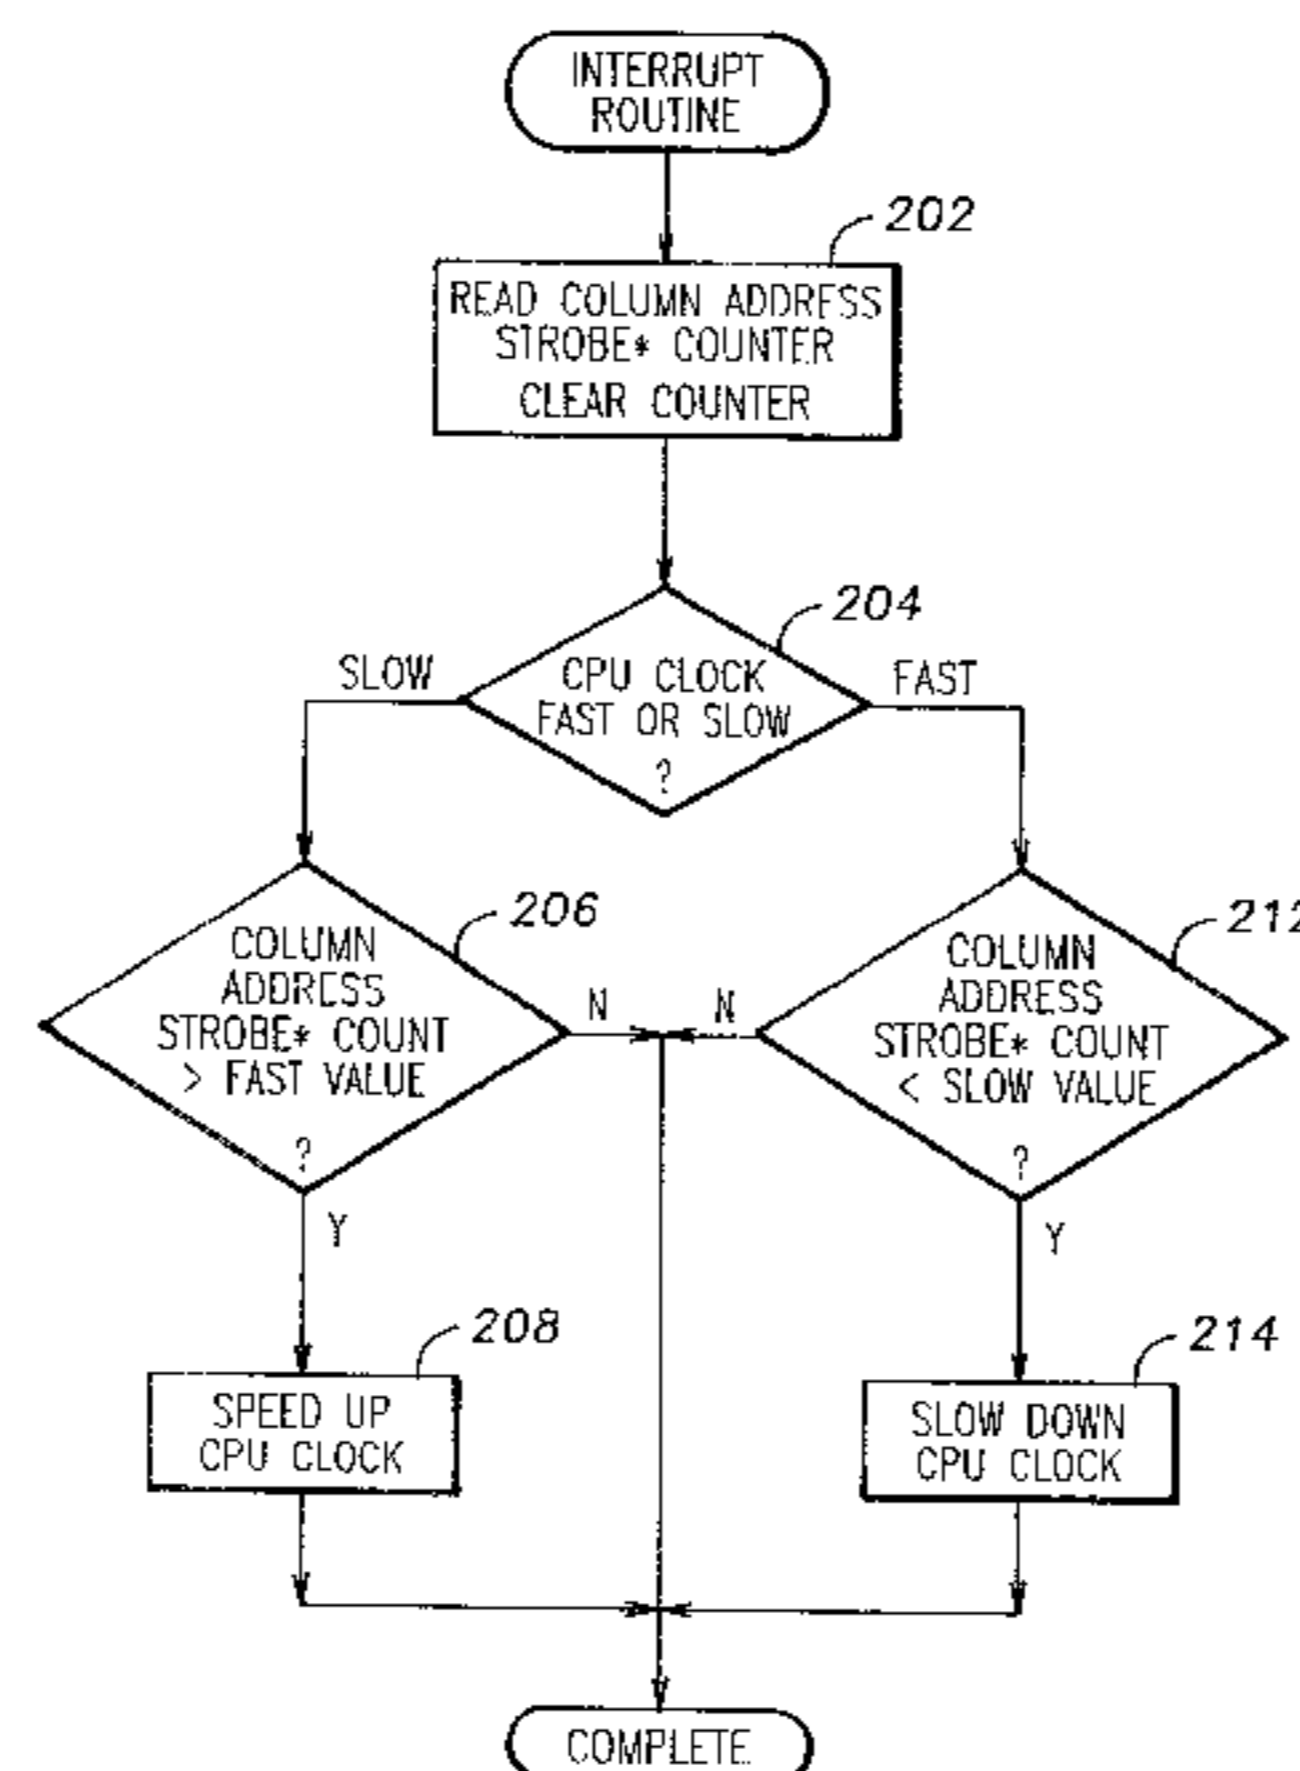 INTERRUPT
ROUTINE
202
READ COLUMN ADDRESS
STROBE* COUNTER
CLEAR COUNTER
204
SLOW
CPU CLOCK
FAST OR SLOW
?
FAST
206
COLUMN
ADDRESS
STROBE* COUNT
> FAST VALUE
?
N
N
212
COLUMN
ADDRESS
STROBE* COUNT
< SLOW VALUE
?
Y
Y
208
SPEED UP
CPU CLOCK
214
SLOW DOWN
CPU CLOCK
COMPLETE